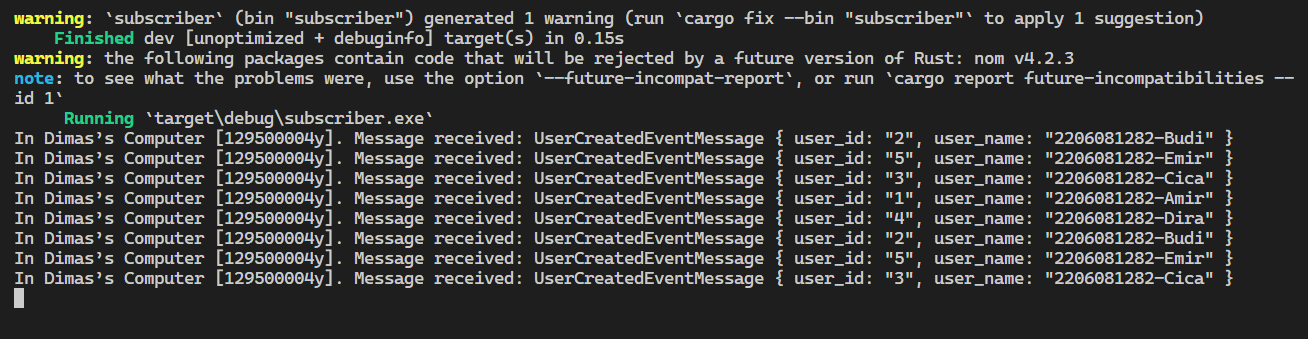 warning: `subscriber` (bin "subscriber") generated 1 warning (run `cargo fix --bin "subscriber"` to apply 1 suggestion)
Finished dev [unoptimized + debuginfo] target(s) in 0.15s
warning: the following packages contain code that will be rejected by a future version of Rust: nom v4.2.3
note: to see what the problems were, use the option `--future-incompat-report`, or run `cargo report future-incompatibilities --
id 1`
Running `target\debug\subscriber.exe`
In Dimas’s Computer [129500004y]. Message received: UserCreatedEventMessage { user_id: "2", user_name: "2206081282-Budi" }
In Dimas’s Computer [129500004y]. Message received: UserCreatedEventMessage { user_id: "5", user_name: "2206081282-Emir" }
In Dimas’s Computer [129500004y]. Message received: UserCreatedEventMessage { user_id: "3", user_name: "2206081282-Cica" }
In Dimas’s Computer [129500004y]. Message received: UserCreatedEventMessage { user_id: "1", user_name: "2206081282-Amir" }
In Dimas’s Computer [129500004y]. Message received: UserCreatedEventMessage { user_id: "4", user_name: "2206081282-Dira" }
In Dimas’s Computer [129500004y]. Message received: UserCreatedEventMessage { user_id: "2", user_name: "2206081282-Budi" }
In Dimas’s Computer [129500004y]. Message received: UserCreatedEventMessage { user_id: "5", user_name: "2206081282-Emir" }
In Dimas’s Computer [129500004y]. Message received: UserCreatedEventMessage { user_id: "3", user_name: "2206081282-Cica" }